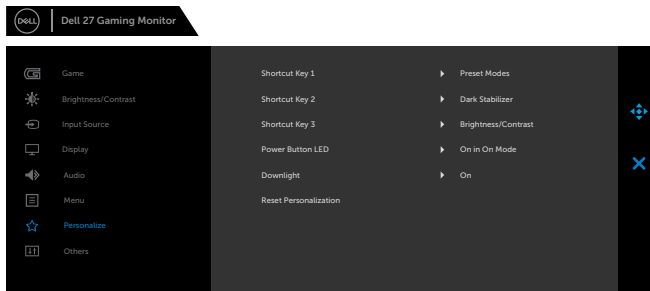 DELL
Dell 27 Gaming Monitor
Game
Brightness/Contrast
Input Source
Display
Audio
Menu
Personalize
Others
Shortcut Key 1 Preset Modes
Shortcut Key 2 Dark Stabilizer
Shortcut Key 3 Brightness/Contrast
Power Button LED On in On Mode
Downlight On
Reset Personalization